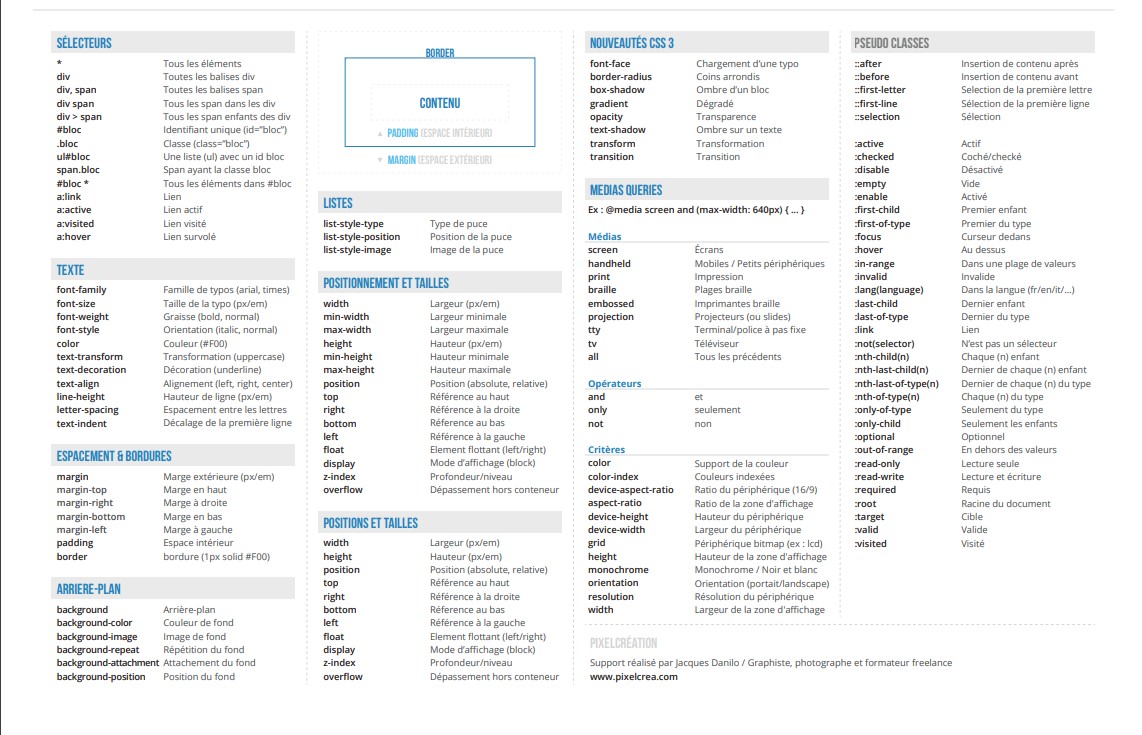 SÉLECTEURS
* Tous les éléments
div Toutes les balises div
div, span Toutes les balises span
div span Tous les span dans les div
div > span Tous les span enfants des div
#bloc Identifiant unique (id="bloc")
.bloc Classe (class="bloc")
ul#bloc Une liste (ul) avec un id bloc
span.bloc Span ayant la classe bloc
#bloc * Tous les éléments dans #bloc
a:link Lien
a:active Lien actif
a:visited Lien visité
a:hover Lien survolé
TEXTE
font-family Famille de typos (arial, times)
font-size Taille de la typo (px/em)
font-weight Graisse (bold, normal)
font-style Orientation (italic, normal)
color Couleur (#F00)
text-transform Transformation (uppercase)
text-decoration Décoration (underline)
text-align Alignement (left, right, center)
line-height Hauteur de ligne (px/em)
letter-spacing Espacement entre les lettres
text-indent Décalage de la première ligne
ESPACEMENT & BORDURES
margin Marge extérieure (px/em)
margin-top Marge en haut
margin-right Marge à droite
margin-bottom Marge en bas
margin-left Marge à gauche
padding Espace intérieur
border bordure (1px solid #F00)
ARRIERE-PLAN
background Arrière-plan
background-color Couleur de fond
background-image Image de fond
background-repeat Répétition du fond
background-attachment Attachement du fond
background-position Position du fond
BORDER
CONTENU
▲ PADDING (ESPACE INTÉRIEUR)
▼ MARGIN (ESPACE EXTÉRIEUR)
LISTES
list-style-type Type de puce
list-style-position Position de la puce
list-style-image Image de la puce
POSITIONNEMENT ET TAILLES
width Largeur (px/em)
min-width Largeur minimale
max-width Largeur maximale
height Hauteur (px/em)
min-height Hauteur minimale
max-height Hauteur maximale
position Position (absolute, relative)
top Référence au haut
right Référence à la droite
bottom Référence au bas
left Référence à la gauche
float Element flottant (left/right)
display Mode d'affichage (block)
z-index Profondeur/niveau
overflow Dépassement hors conteneur
POSITIONS ET TAILLES
width Largeur (px/em)
height Hauteur (px/em)
position Position (absolute, relative)
top Référence au haut
right Référence à la droite
bottom Référence au bas
left Référence à la gauche
float Element flottant (left/right)
display Mode d'affichage (block)
z-index Profondeur/niveau
overflow Dépassement hors conteneur
NOUVEAUTÉS CSS 3
font-face Chargement d'une typo
border-radius Coins arrondis
box-shadow Ombre d'un bloc
gradient Dégradé
opacity Transparence
text-shadow Ombre sur un texte
transform Transformation
transition Transition
MEDIAS QUERIES
Ex : @media screen and (max-width: 640px) { ... }
Médias
screen Écrans
handheld Mobiles / Petits périphériques
print Impression
braille Plages braille
embossed Imprimantes braille
projection Projecteurs (ou slides)
tty Terminal/police à pas fixe
tv Téléviseur
all Tous les précédents
Opérateurs
and et
only seulement
not non
Critères
color Support de la couleur
color-index Couleurs indexées
device-aspect-ratio Ratio du périphérique (16/9)
aspect-ratio Ratio de la zone d'affichage
device-height Hauteur du périphérique
device-width Largeur du périphérique
grid Périphérique bitmap (ex : lcd)
height Hauteur de la zone d'affichage
monochrome Monochrome / Noir et blanc
orientation Orientation (portait/landscape)
resolution Résolution du périphérique
width Largeur de la zone d'affichage
PSEUDO CLASSES
::after Insertion de contenu après
::before Insertion de contenu avant
::first-letter Selection de la première lettre
::first-line Sélection de la première ligne
::selection Sélection
:active Actif
:checked Coché/checké
:disable Désactivé
:empty Vide
:enable Activé
:first-child Premier enfant
:first-of-type Premier du type
:focus Curseur dedans
:hover Au dessus
:in-range Dans une plage de valeurs
:invalid Invalide
:lang(language) Dans la langue (fr/en/it/...)
:last-child Dernier enfant
:last-of-type Dernier du type
:link Lien
:not(selector) N'est pas un sélecteur
:nth-child(n) Chaque (n) enfant
:nth-last-child(n) Dernier de chaque (n) enfant
:nth-last-of-type(n) Dernier de chaque (n) du type
:nth-of-type(n) Chaque (n) du type
:only-of-type Seulement du type
:only-child Seulement les enfants
:optional Optionnel
:out-of-range En dehors des valeurs
:read-only Lecture seule
:read-write Lecture et écriture
:required Requis
:root Racine du document
:target Cible
:valid Valide
:visited Visité
PIXELCRÉATION
Support réalisé par Jacques Danilo / Graphiste, photographe et formateur freelance
www.pixelcrea.com